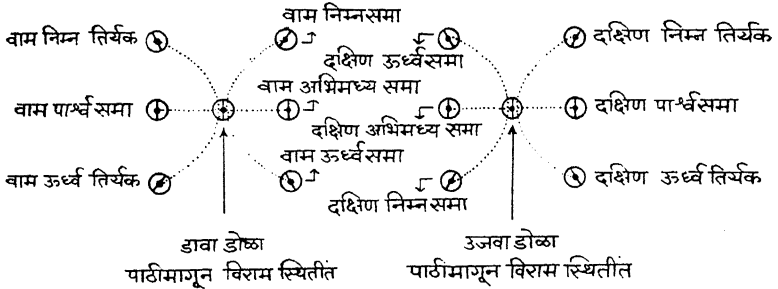 वाम निम्नसमा
वाम निम्न तिर्यक
दक्षिण ऊर्ध्वसमा
दक्षिण निम्न तिर्यक
वाम अभिमध्य समा
वाम पार्श्वसमा
दक्षिण पार्श्वसमा
दक्षिण अभिमध्य समा
वाम ऊर्ध्वसमा
वाम ऊर्ध्व तिर्यक
दक्षिण ऊर्ध्वतिर्यक
दक्षिण निम्नसमा
डावा डोळा
पाठीमागून विराम स्थितींत
उजवा डोळा
पाठींमागून विराम स्थितींत